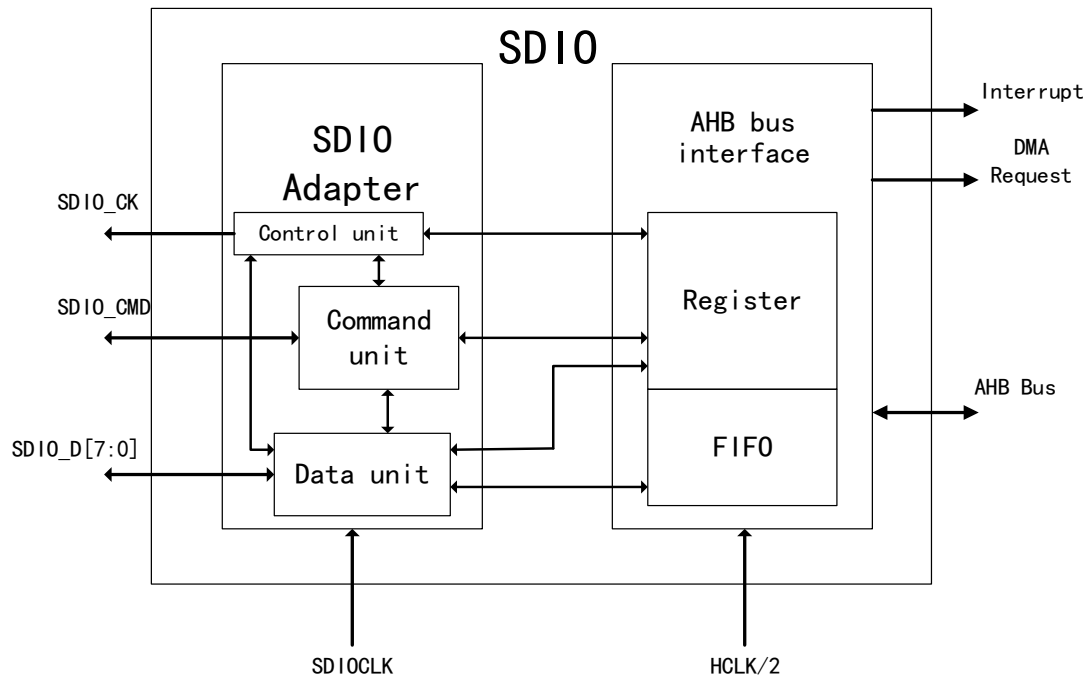 SDIO
SDIO
Adapter
AHB bus
interface
Interrupt
DMA
Request
SDIO_CK
Control unit
SDIO_CMD
Command
unit
Register
AHB Bus
SDIO_D[7:0]
Data unit
FIFO
SDIOCLK
HCLK/2